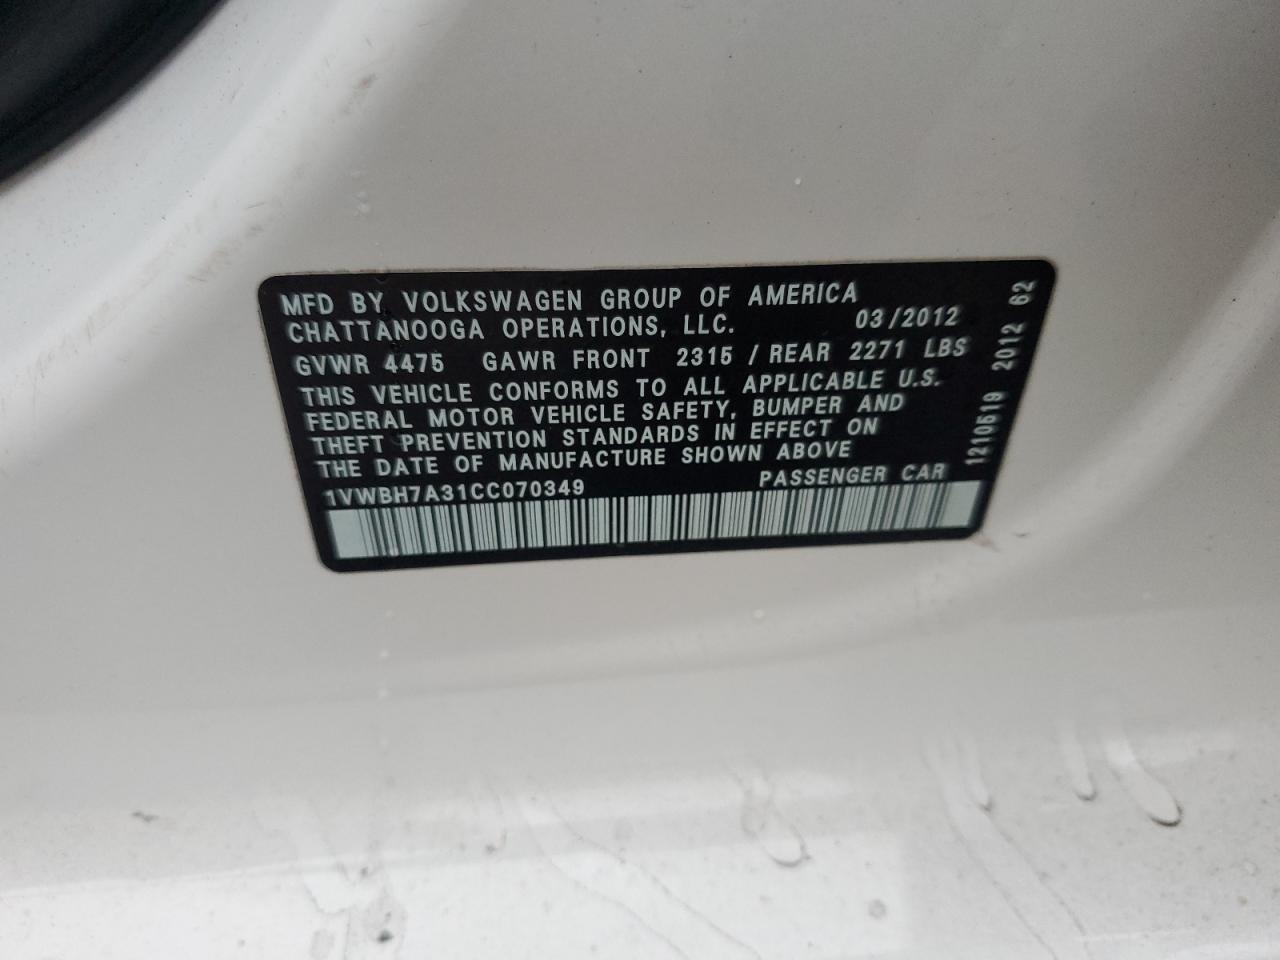 MFD BY VOLKSWAGEN GROUP OF AMERICA
CHATTANOOGA OPERATIONS, LLC. 03/2012
GVWR 4475 GAWR FRONT 2315 / REAR 2271 LBS
THIS VEHICLE CONFORMS TO ALL APPLICABLE U.S.
FEDERAL MOTOR VEHICLE SAFETY, BUMPER AND
THEFT PREVENTION STANDARDS IN EFFECT ON
THE DATE OF MANUFACTURE SHOWN ABOVE
1VWBH7A31CC070349 PASSENGER CAR
1210519 2012 62